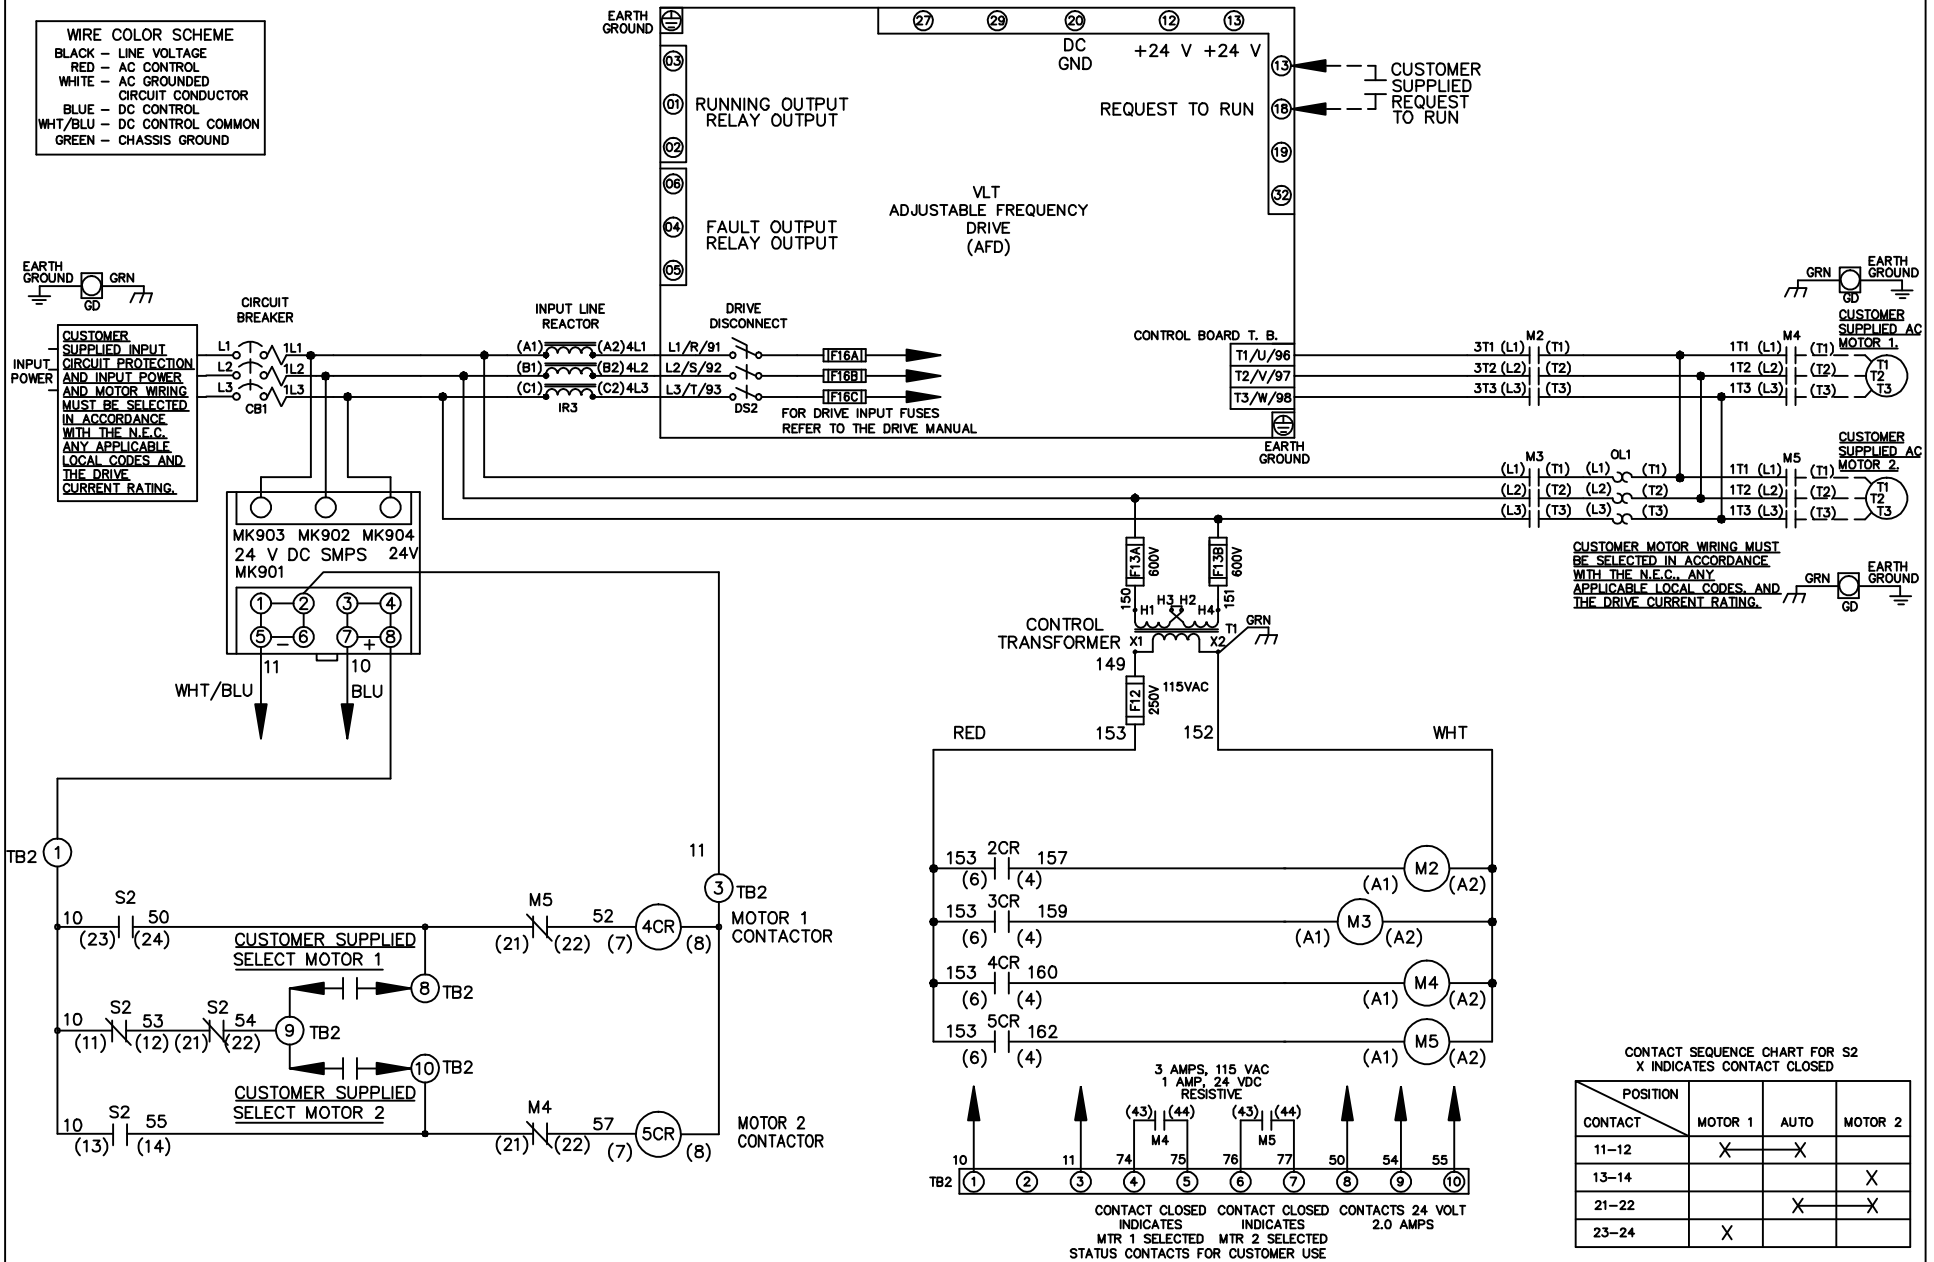 WIRE COLOR SCHEME
BLACK – LINE VOLTAGE
RED – AC CONTROL
WHITE – AC GROUNDED
CIRCUIT CONDUCTOR
BLUE – DC CONTROL
WHT/BLU – DC CONTROL COMMON
GREEN – CHASSIS GROUND
EARTH
GROUND
27 29 20 12 13
DC
GND
+24 V +24 V
03
01
02
RUNNING OUTPUT
RELAY OUTPUT
06
04
05
FAULT OUTPUT
RELAY OUTPUT
VLT
ADJUSTABLE FREQUENCY
DRIVE
(AFD)
REQUEST TO RUN
13
18
19
32
CUSTOMER
SUPPLIED
REQUEST
TO RUN
EARTH
GROUND
GRN
GD
INPUT
POWER
CUSTOMER
SUPPLIED INPUT
CIRCUIT PROTECTION
AND INPUT POWER
AND MOTOR WIRING
MUST BE SELECTED
IN ACCORDANCE
WITH THE N.E.C.
ANY APPLICABLE
LOCAL CODES AND
THE DRIVE
CURRENT RATING.
CIRCUIT
BREAKER
L1 1L1
L2 1L2
L3 1L3
CB1
INPUT LINE
REACTOR
(A1) (A2) 4L1
(B1) (B2) 4L2
(C1) (C2) 4L3
IR3
DRIVE
DISCONNECT
L1/R/91 F16A
L2/S/92 F16B
L3/T/93 F16C
DS2
FOR DRIVE INPUT FUSES
REFER TO THE DRIVE MANUAL
CONTROL BOARD T. B.
T1/U/96
T2/V/97
T3/W/98
EARTH
GROUND
M2
3T1 (L1) (T1)
3T2 (L2) (T2)
3T3 (L3) (T3)
GRN
EARTH
GROUND
GD
CUSTOMER
SUPPLIED AC
MOTOR 1.
M4
1T1 (L1) (T1) T1
1T2 (L2) (T2) T2
1T3 (L3) (T3) T3
CUSTOMER
SUPPLIED AC
MOTOR 2.
M3 OL1 M5
(L1) (T1) (L1) (T1) 1T1 (L1) (T1) T1
(L2) (T2) (L2) (T2) 1T2 (L2) (T2) T2
(L3) (T3) (L3) (T3) 1T3 (L3) (T3) T3
CUSTOMER MOTOR WIRING MUST
BE SELECTED IN ACCORDANCE
WITH THE N.E.C., ANY
APPLICABLE LOCAL CODES, AND
THE DRIVE CURRENT RATING.
GRN
EARTH
GROUND
GD
MK903 MK902 MK904
24 V DC SMPS 24V
MK901
1 2 3 4
5 – 6 7 + 8
11 10
WHT/BLU BLU
F13A 600V F13B 600V
150 151
H1 H3 H2 H4
CONTROL
TRANSFORMER
X1 X2 T1 GRN
149
F12 250V
115VAC
153 152
RED WHT
153 2CR 157 M2
(6) (4) (A1) (A2)
153 3CR 159 M3
(6) (4) (A1) (A2)
153 4CR 160 M4
(6) (4) (A1) (A2)
153 5CR 162 M5
(6) (4) (A1) (A2)
TB2 1
11
3 TB2
10 S2 50 M5 52 4CR
(23) (24) (21) (22) (7) (8)
MOTOR 1
CONTACTOR
CUSTOMER SUPPLIED
SELECT MOTOR 1
8 TB2
10 S2 53 S2 54 9 TB2
(11) (12) (21) (22)
10 TB2
CUSTOMER SUPPLIED
SELECT MOTOR 2
10 S2 55 M4 57 5CR
(13) (14) (21) (22) (7) (8)
MOTOR 2
CONTACTOR
3 AMPS, 115 VAC
1 AMP, 24 VDC
RESISTIVE
(43) (44) (43) (44)
M4 M5
10 11 74 75 76 77 50 54 55
TB2 1 2 3 4 5 6 7 8 9 10
CONTACT CLOSED
INDICATES
MTR 1 SELECTED
CONTACT CLOSED
INDICATES
MTR 2 SELECTED
STATUS CONTACTS FOR CUSTOMER USE
CONTACTS 24 VOLT
2.0 AMPS
CONTACT SEQUENCE CHART FOR S2
X INDICATES CONTACT CLOSED
POSITION
CONTACT MOTOR 1 AUTO MOTOR 2
11–12 X X
13–14 X
21–22 X X
23–24 X